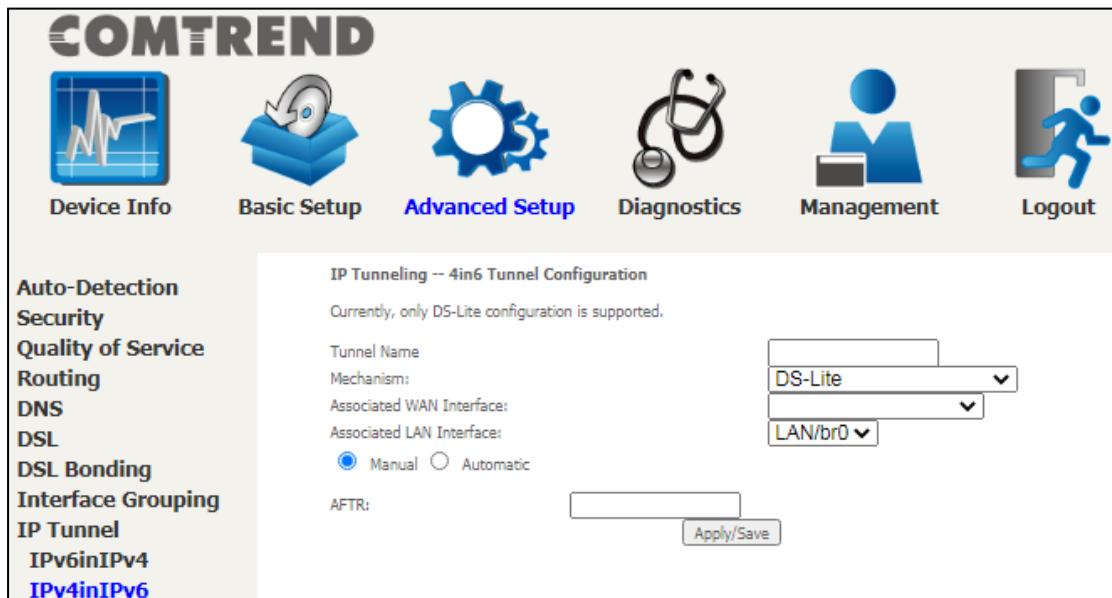 COMTREND
Device Info
Basic Setup
Advanced Setup
Diagnostics
Management
Logout
Auto-Detection
Security
Quality of Service
Routing
DNS
DSL
DSL Bonding
Interface Grouping
IP Tunnel
IPv6inIPv4
IPv4inIPv6
IP Tunneling -- 4in6 Tunnel Configuration
Currently, only DS-Lite configuration is supported.
Tunnel Name
Mechanism: DS-Lite
Associated WAN Interface:
Associated LAN Interface: LAN/br0
Manual Automatic
AFTR:
Apply/Save